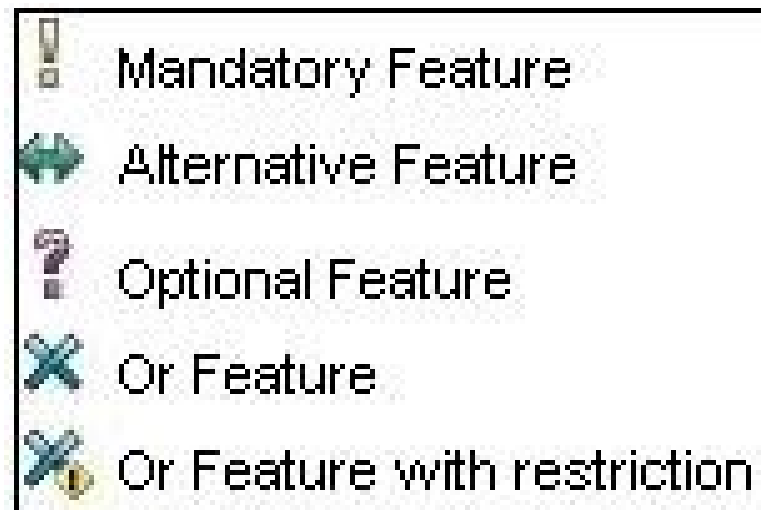 Mandatory Feature
Alternative Feature
Optional Feature
Or Feature
Or Feature with restriction